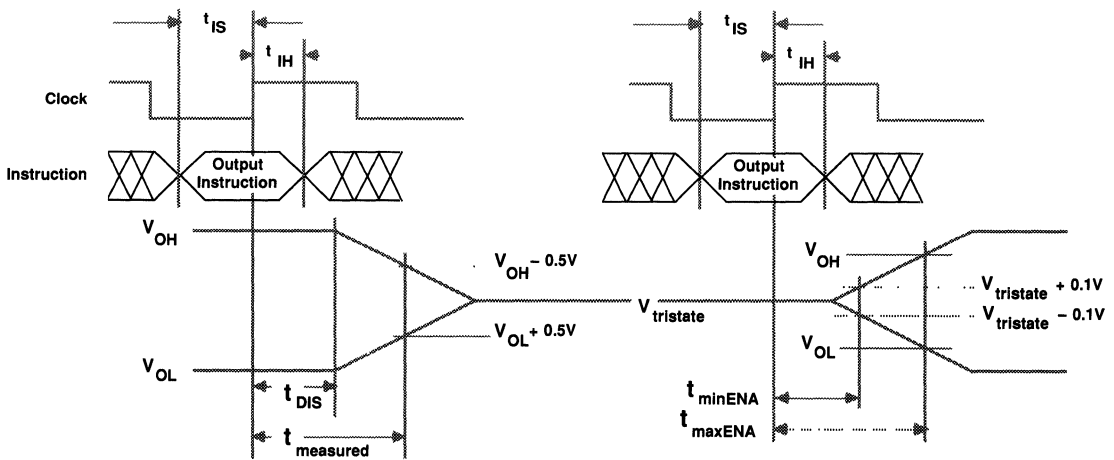 t IS
t IH
Clock
Instruction
Output
Instruction
V OH
V OL
V OH – 0.5V
V OL + 0.5V
t DIS
t measured
V tristate
t IS
t IH
Output
Instruction
V OH
V OL
V tristate + 0.1V
V tristate – 0.1V
t minENA
t maxENA